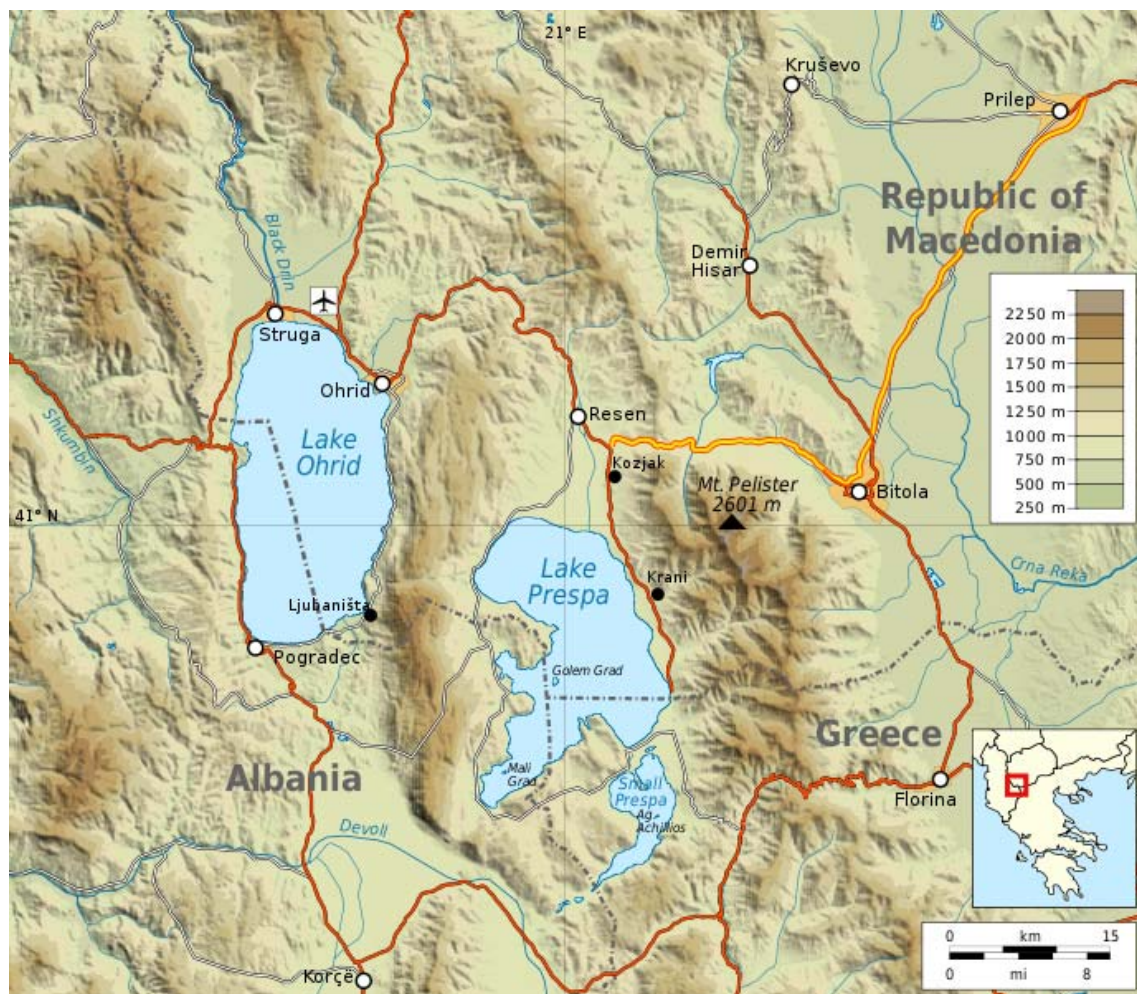 21° E
Kruševo
Prilep
Republic of
Macedonia
Black Drin
Demir
Hisar
2250 m
2000 m
1750 m
1500 m
1250 m
1000 m
750 m
500 m
250 m
Struga
Ohrid
Resen
Shkumbin
Lake
Ohrid
Kozjak
Mt. Pelister
2601 m
Bitola
41° N
Crna Reka
Lake
Prespa
Krani
Ljubaništa
Pogradec
Golem Grad
Greece
Albania
Mali
Grad
Small
Prespa
Ag.
Achillios
Florina
Devoll
Korçë
0 km 15
0 mi 8